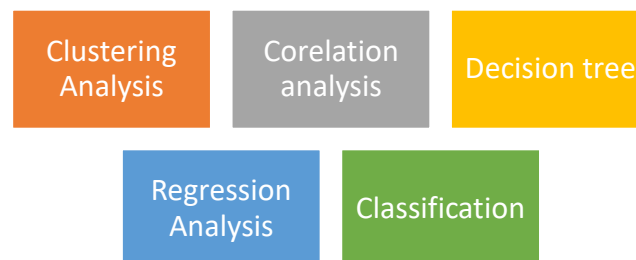 Clustering
Analysis
Corelation
analysis
Decision tree
Regression
Analysis
Classification